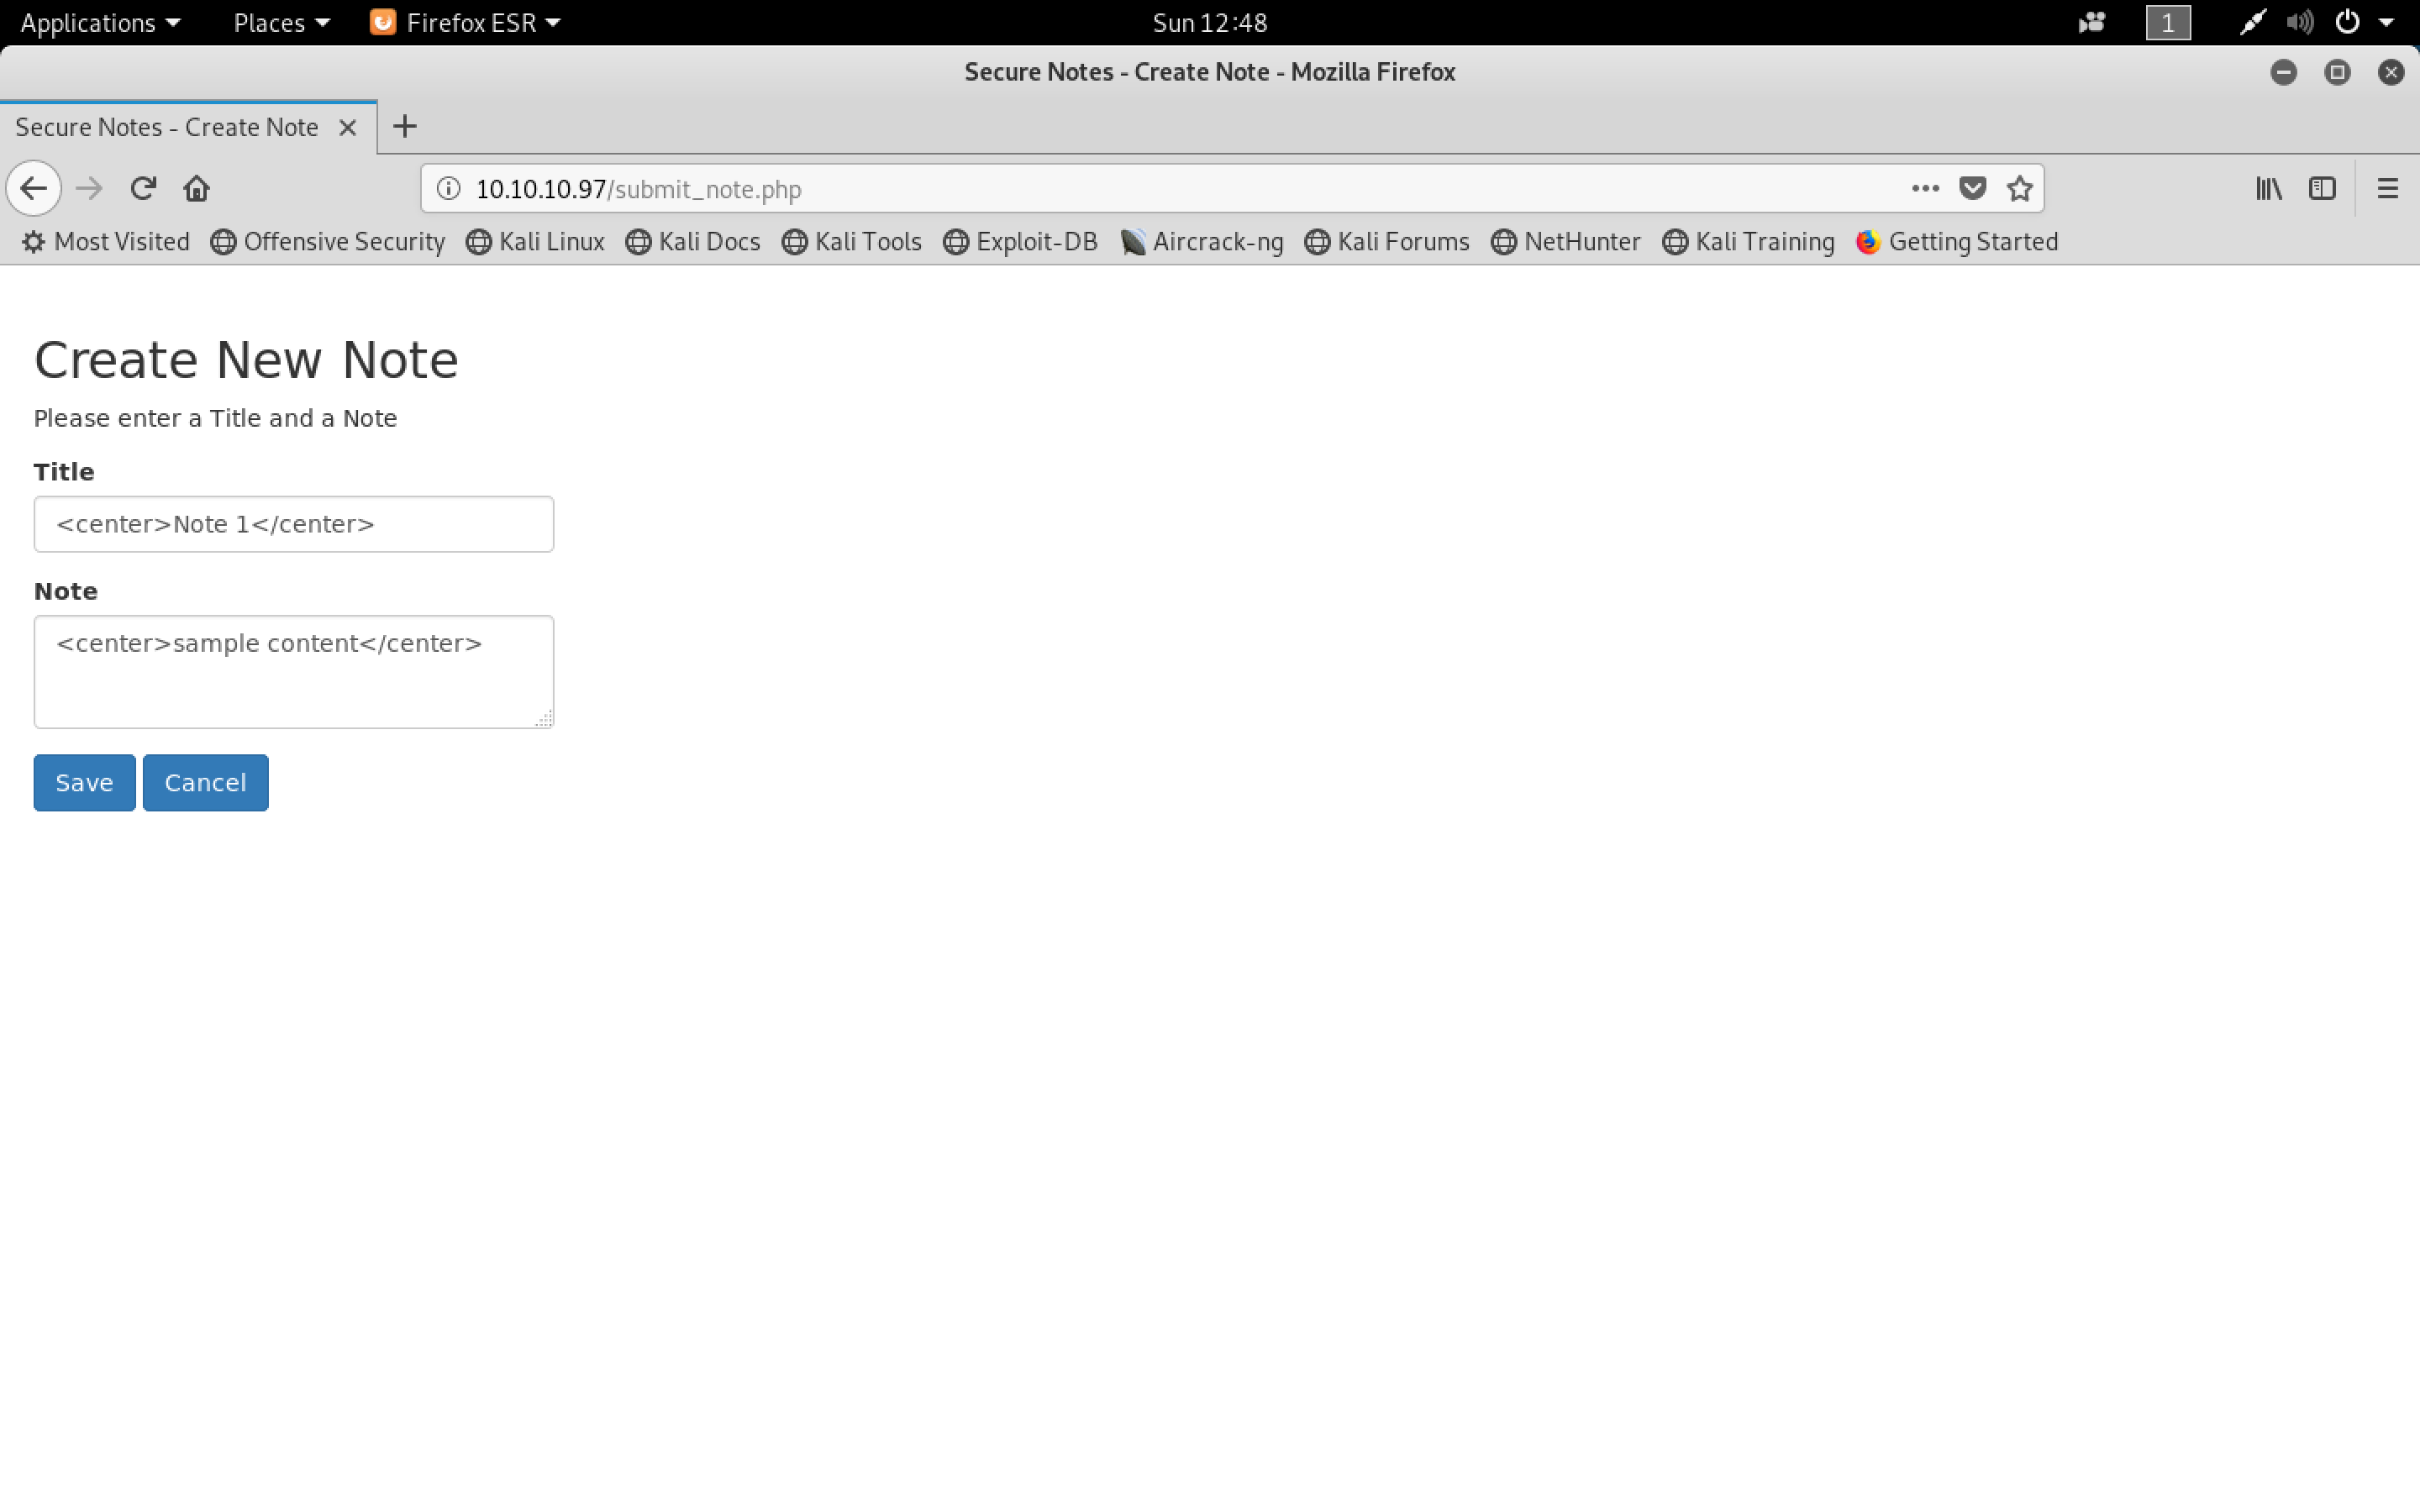 Applications Places Firefox ESR Sun 12:48 1
Secure Notes - Create Note - Mozilla Firefox
Secure Notes - Create Note
10.10.10.97/submit_note.php
Most Visited Offensive Security Kali Linux Kali Docs Kali Tools Exploit-DB Aircrack-ng Kali Forums NetHunter Kali Training Getting Started
Create New Note
Please enter a Title and a Note
Title
<center>Note 1</center>
Note
<center>sample content</center>
Save Cancel